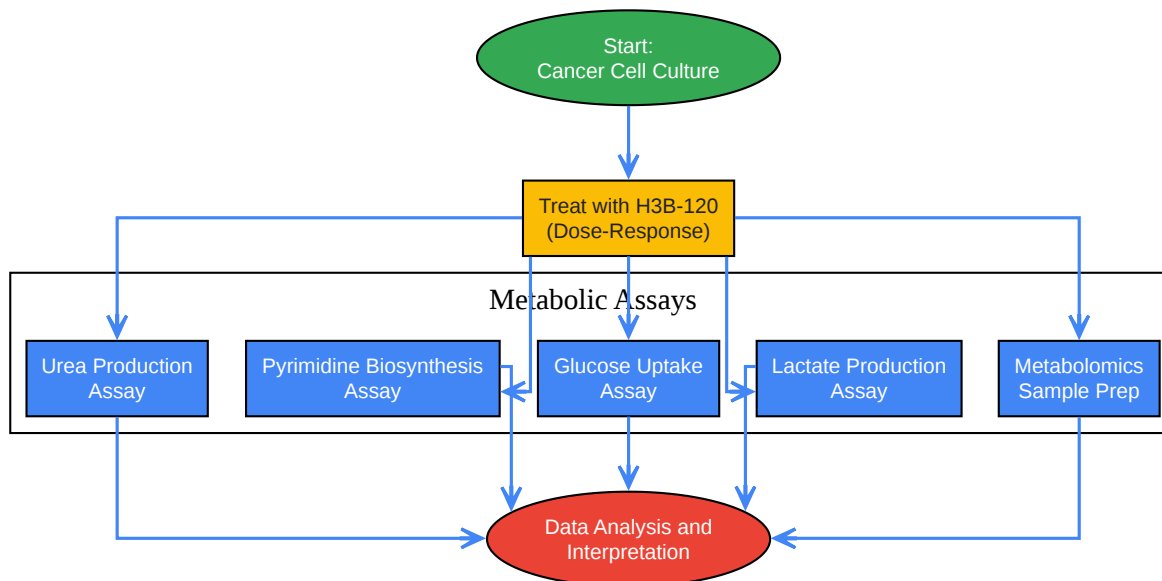 Start:
Cancer Cell Culture
Treat with H3B-120
(Dose-Response)
Metabolic Assays
Urea Production
Assay
Pyrimidine Biosynthesis
Assay
Glucose Uptake
Assay
Lactate Production
Assay
Metabolomics
Sample Prep
Data Analysis and
Interpretation